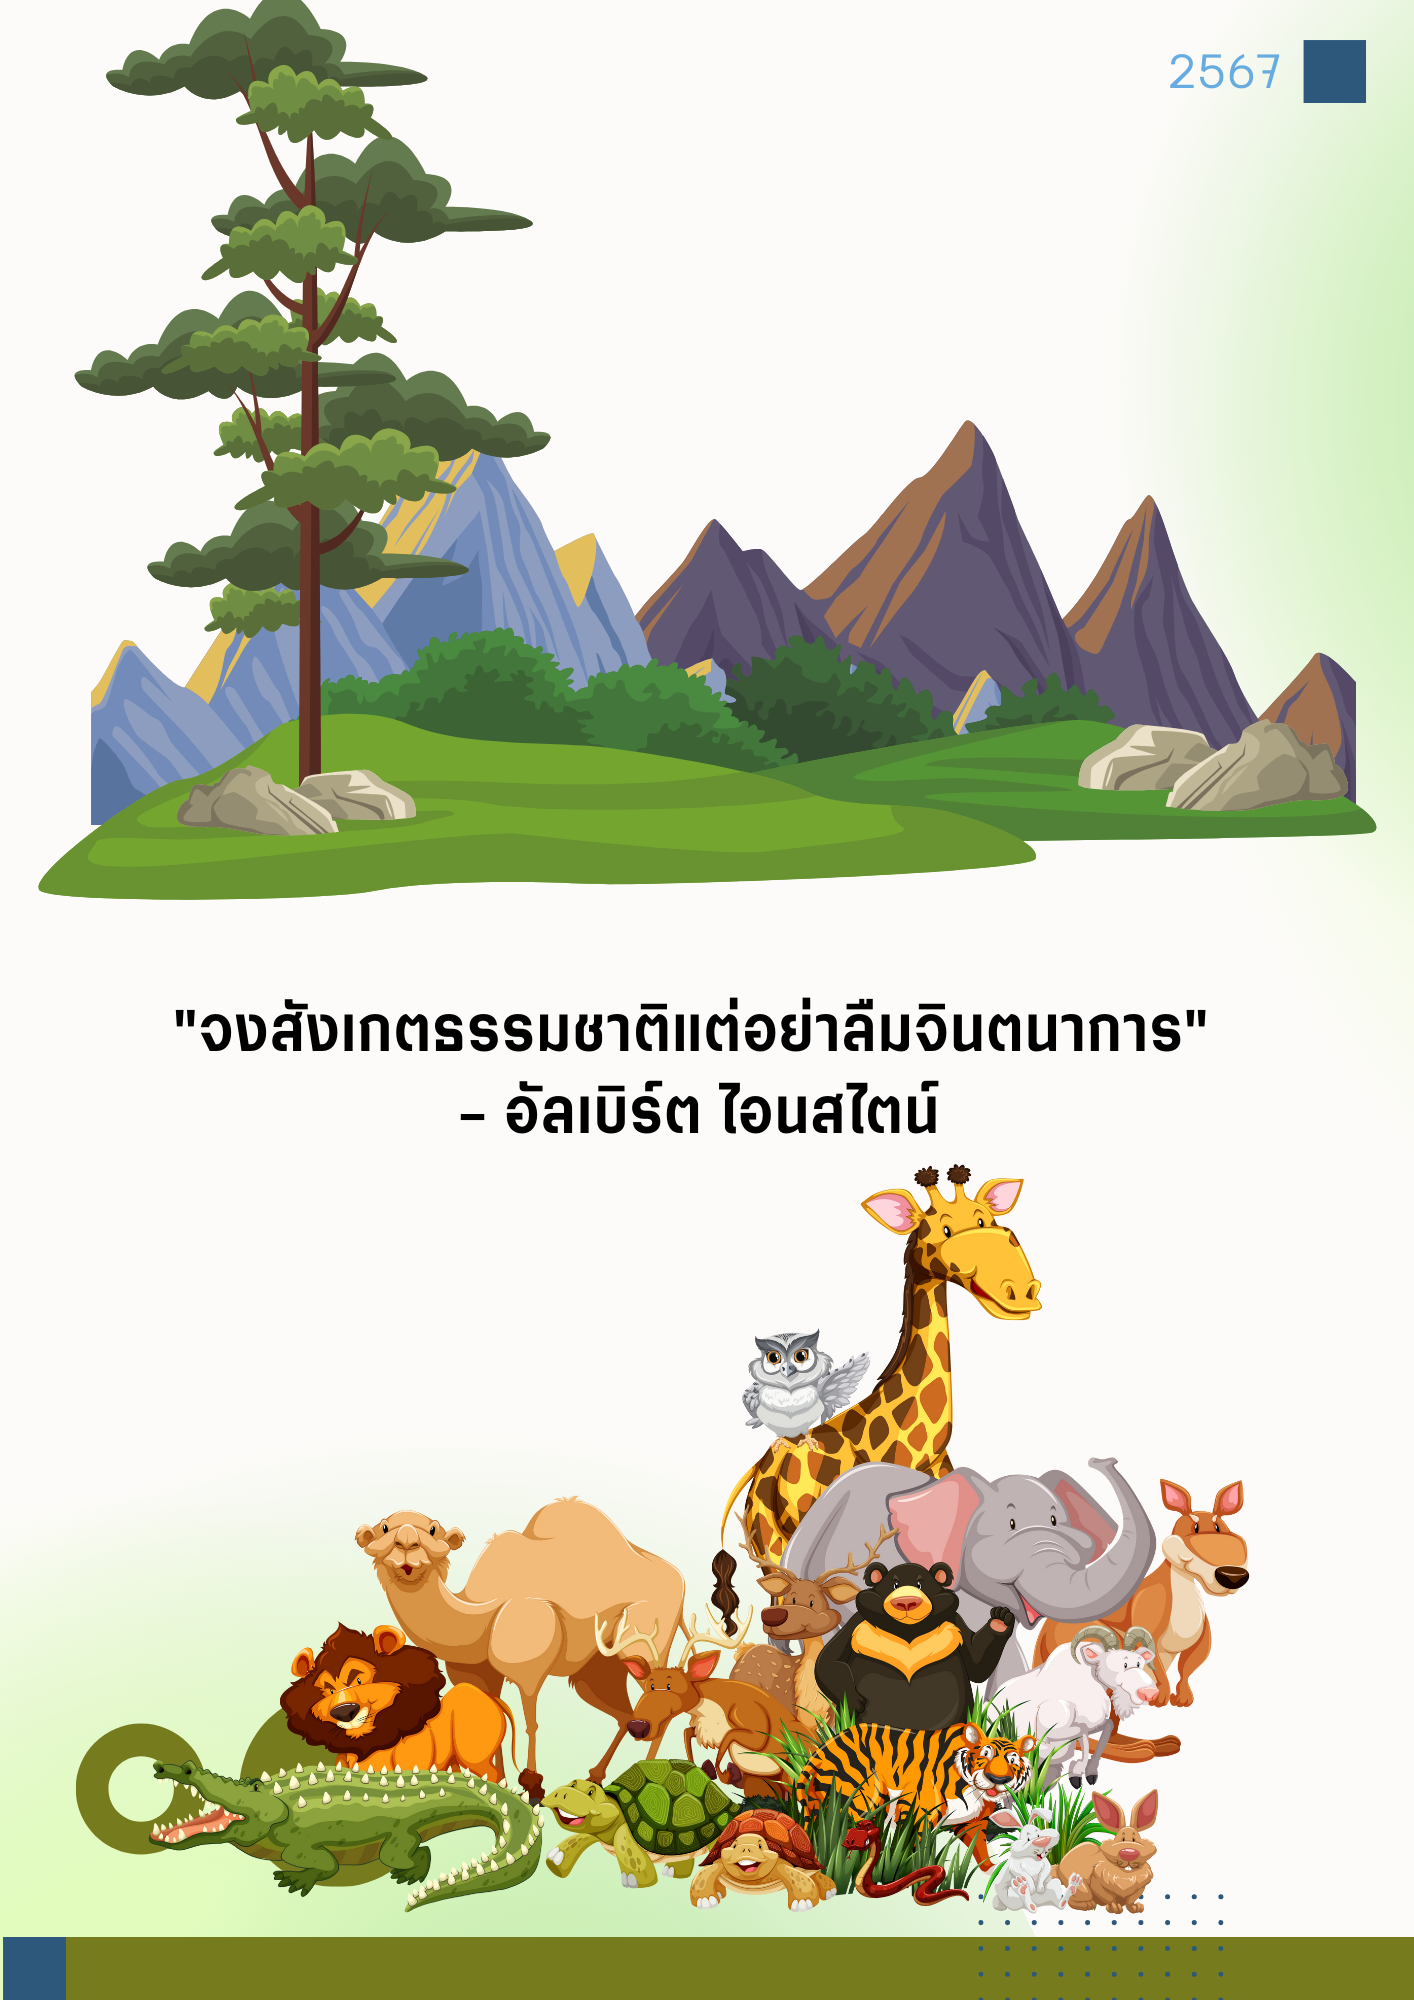 2567
"จงสังเกตธรรมชาติแต่อย่าลืมจินตนาการ"
– อัลเบิร์ต ไอนสไตน์